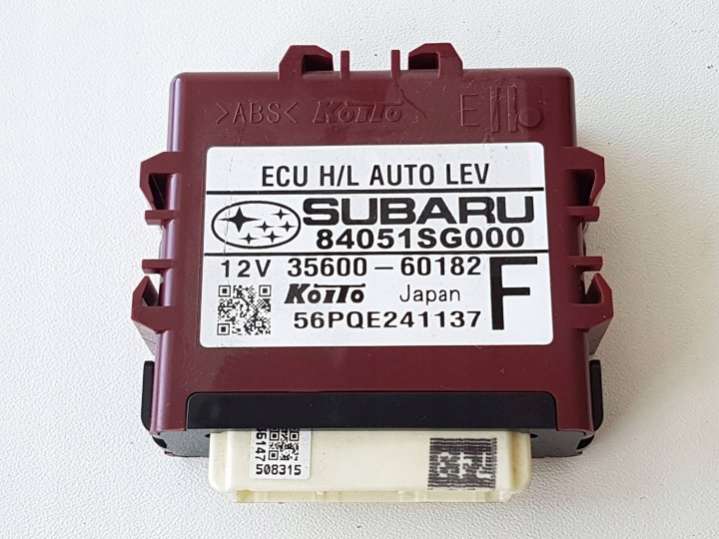 >ABS< KOITO
ECU H/L AUTO LEV
SUBARU
84051SG000
12V 35600-60182
KOITO Japan F
56PQE241137
508315